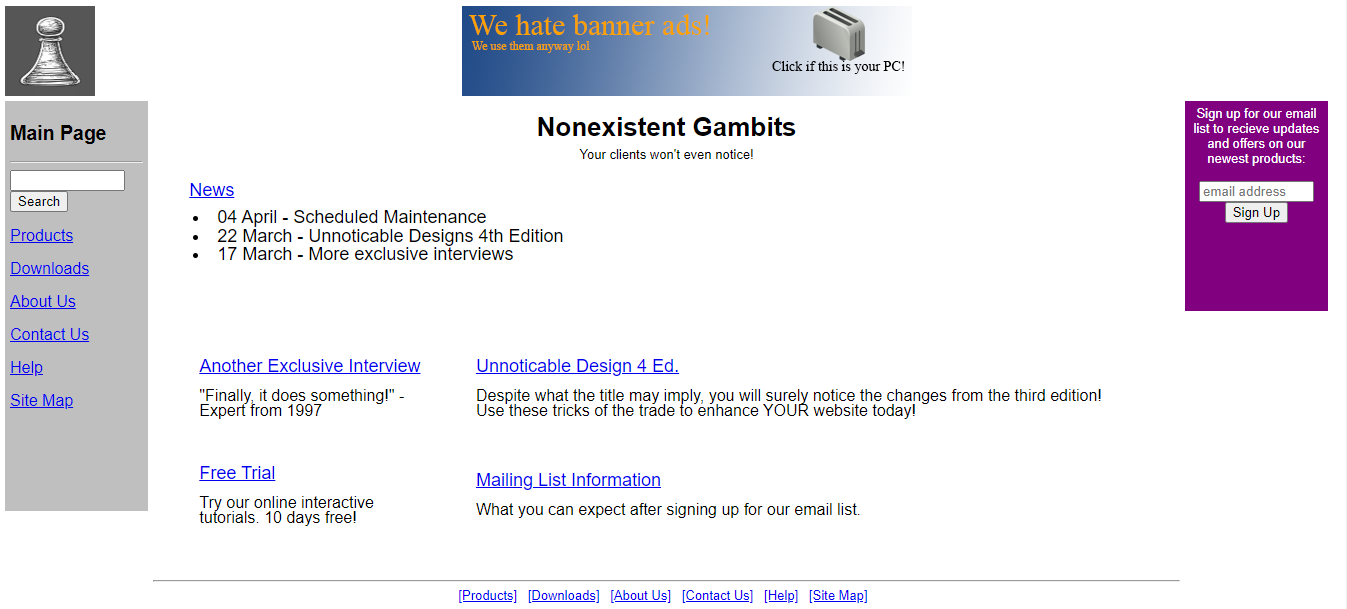 We hate banner ads!
We use them anyway lol
Click if this is your PC!
Main Page
Search
Products
Downloads
About Us
Contact Us
Help
Site Map
Nonexistent Gambits
Your clients won't even notice!
News
04 April - Scheduled Maintenance
22 March - Unnoticable Designs 4th Edition
17 March - More exclusive interviews
Another Exclusive Interview
"Finally, it does something!" -
Expert from 1997
Unnoticable Design 4 Ed.
Despite what the title may imply, you will surely notice the changes from the third edition!
Use these tricks of the trade to enhance YOUR website today!
Free Trial
Try our online interactive
tutorials. 10 days free!
Mailing List Information
What you can expect after signing up for our email list.
Sign up for our email
list to recieve updates
and offers on our
newest products:
email address
Sign Up
[Products] [Downloads] [About Us] [Contact Us] [Help] [Site Map]